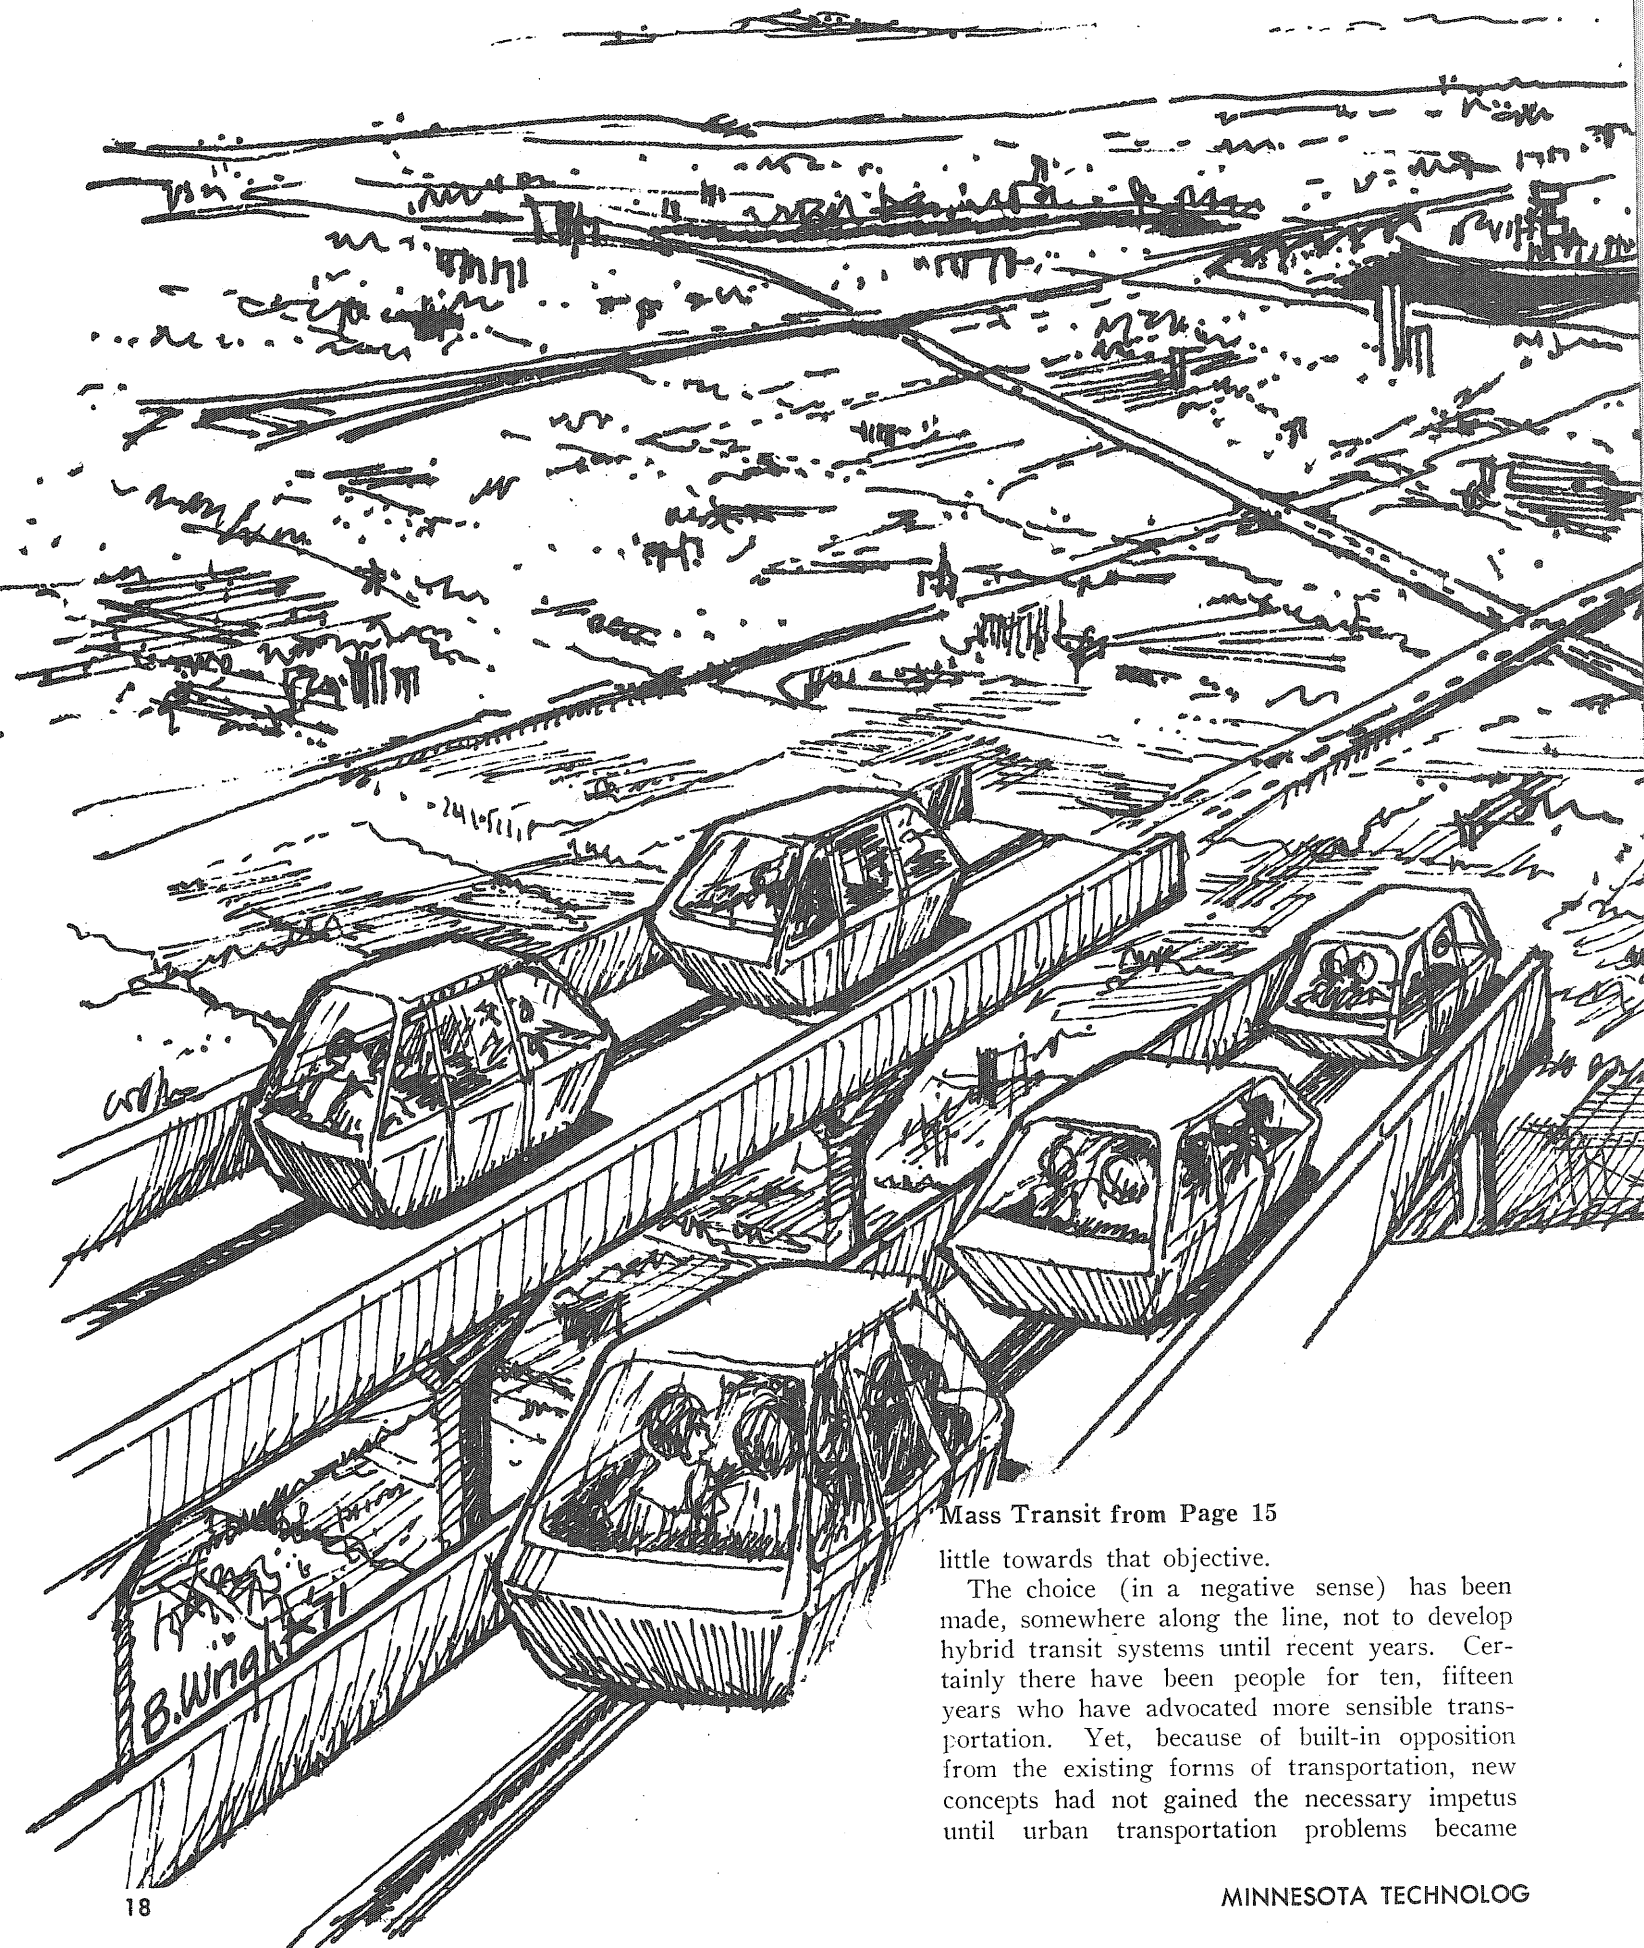 B.Wright 71
Mass Transit from Page 15
little towards that objective.
The choice (in a negative sense) has been
made, somewhere along the line, not to develop
hybrid transit systems until recent years. Cer-
tainly there have been people for ten, fifteen
years who have advocated more sensible trans-
portation. Yet, because of built-in opposition
from the existing forms of transportation, new
concepts had not gained the necessary impetus
until urban transportation problems became
18
MINNESOTA TECHNOLOG